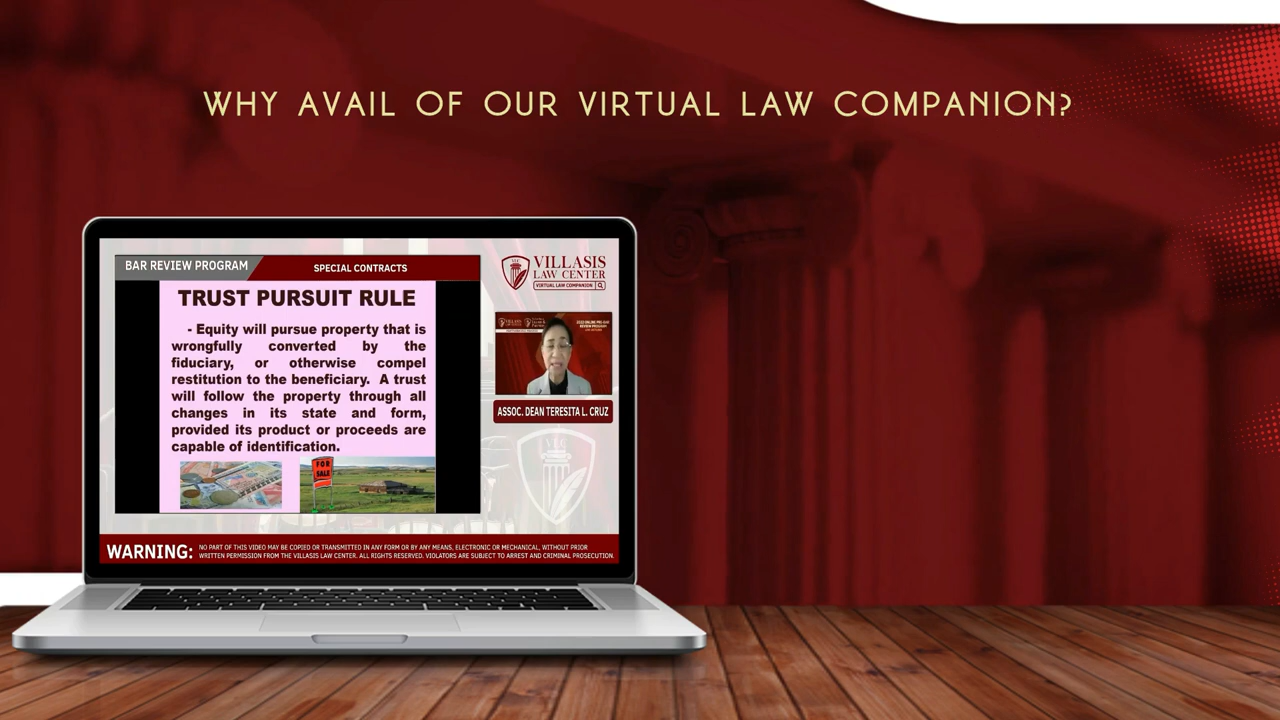 WHY AVAIL OF OUR VIRTUAL LAW COMPANION?
BAR REVIEW PROGRAM
SPECIAL CONTRACTS
VILLASIS
LAW CENTER
VIRTUAL LAW COMPANION
TRUST PURSUIT RULE
- Equity will pursue property that is
wrongfully converted by the
fiduciary, or otherwise compel
restitution to the beneficiary. A trust
will follow the property through all
changes in its state and form,
provided its product or proceeds are
capable of identification.
FOR
SALE
ASSOC. DEAN TERESITA L. CRUZ
VLC
WARNING:
NO PART OF THIS VIDEO MAY BE COPIED OR TRANSMITTED IN ANY FORM OR BY ANY MEANS, ELECTRONIC OR MECHANICAL, WITHOUT PRIOR
WRITTEN PERMISSION FROM THE VILLASIS LAW CENTER. ALL RIGHTS RESERVED. VIOLATORS ARE SUBJECT TO ARREST AND CRIMINAL PROSECUTION.